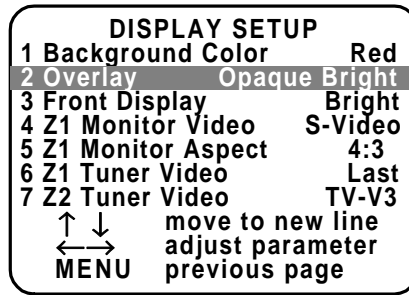 DISPLAY SETUP
1 Background Color Red
2 Overlay Opaque Bright
3 Front Display Bright
4 Z1 Monitor Video S-Video
5 Z1 Monitor Aspect 4:3
6 Z1 Tuner Video Last
7 Z2 Tuner Video TV-V3
↑ ↓ move to new line
←→ adjust parameter
MENU previous page